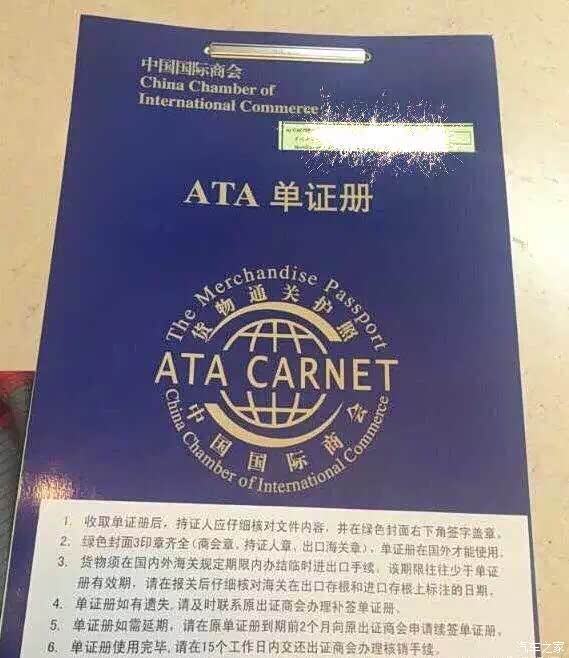 中国国际商会
China Chamber of
International Commerce
ATA 单证册
The Merchandise Passport
货物通关护照
ATA CARNET
中国国际商会
China Chamber of International Commerce
1. 收取单证册后，持证人应仔细核对文件内容，并在绿色封面右下角签字盖章。
2. 绿色封面3印章齐全（商会章、持证人章、出口海关章），单证册在国外才能使用。
3. 货物须在国内外海关规定期限内办结临时进出口手续，该期限往往少于单证
册有效期，请在报关后仔细核对海关在出口存根和进口存根上标注的日期。
4. 单证册如有遗失，请及时联系原出证商会办理补签单证册。
5. 单证册如需延期，请在原单证册到期前2个月向原出证商会申请续签单证册。
6. 单证册使用完毕，请在15个工作日内交还出证商会办理核销手续。
汽车之家